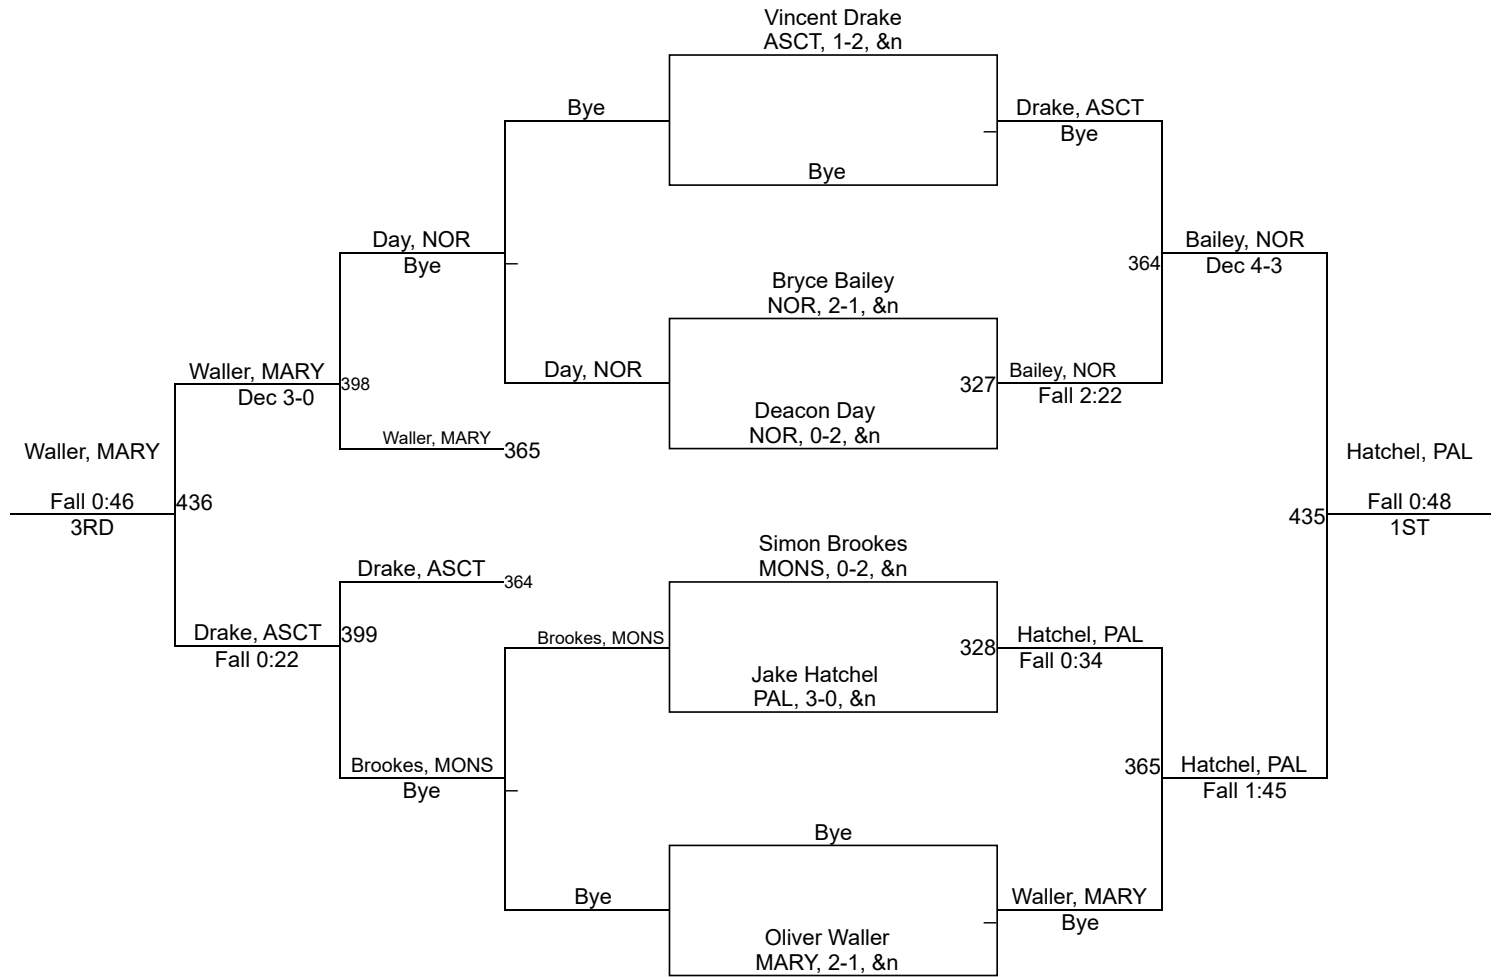 Vincent Drake
ASCT, 1-2, &n
Bye
Drake, ASCT
Bye
Bye
Day, NOR
Bye
Bailey, NOR
364
Dec 4-3
Bryce Bailey
NOR, 2-1, &n
Waller, MARY
398
Dec 3-0
Day, NOR
327
Bailey, NOR
Fall 2:22
Deacon Day
NOR, 0-2, &n
Waller, MARY
365
Waller, MARY
Hatchel, PAL
Fall 0:46
436
3RD
435
Fall 0:48
1ST
Simon Brookes
MONS, 0-2, &n
Drake, ASCT
364
Drake, ASCT
399
Fall 0:22
Brookes, MONS
328
Hatchel, PAL
Fall 0:34
Jake Hatchel
PAL, 3-0, &n
Brookes, MONS
Bye
365
Hatchel, PAL
Fall 1:45
Bye
Bye
Waller, MARY
Bye
Oliver Waller
MARY, 2-1, &n